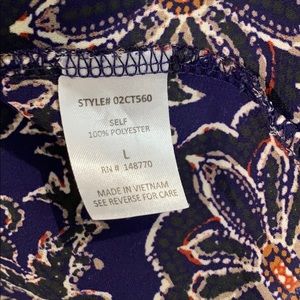 STYLE# 02CT560
SELF
100% POLYESTER
L
RN# 148770
MADE IN VIETNAM
SEE REVERSE FOR CARE